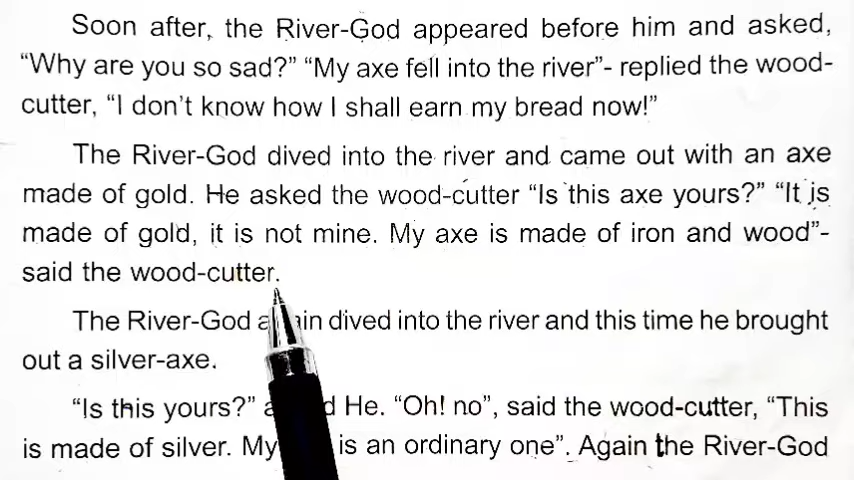 Soon after, the River-God appeared before him and asked,
“Why are you so sad?” “My axe fell into the river”- replied the wood-
cutter, “I don’t know how I shall earn my bread now!”
The River-God dived into the river and came out with an axe
made of gold. He asked the wood-cutter “Is this axe yours?” “It is
made of gold, it is not mine. My axe is made of iron and wood”-
said the wood-cutter.
The River-God again dived into the river and this time he brought
out a silver-axe.
“Is this yours?” He. “Oh! no”, said the wood-cutter, “This
is made of silver. My is an ordinary one”. Again the River-God